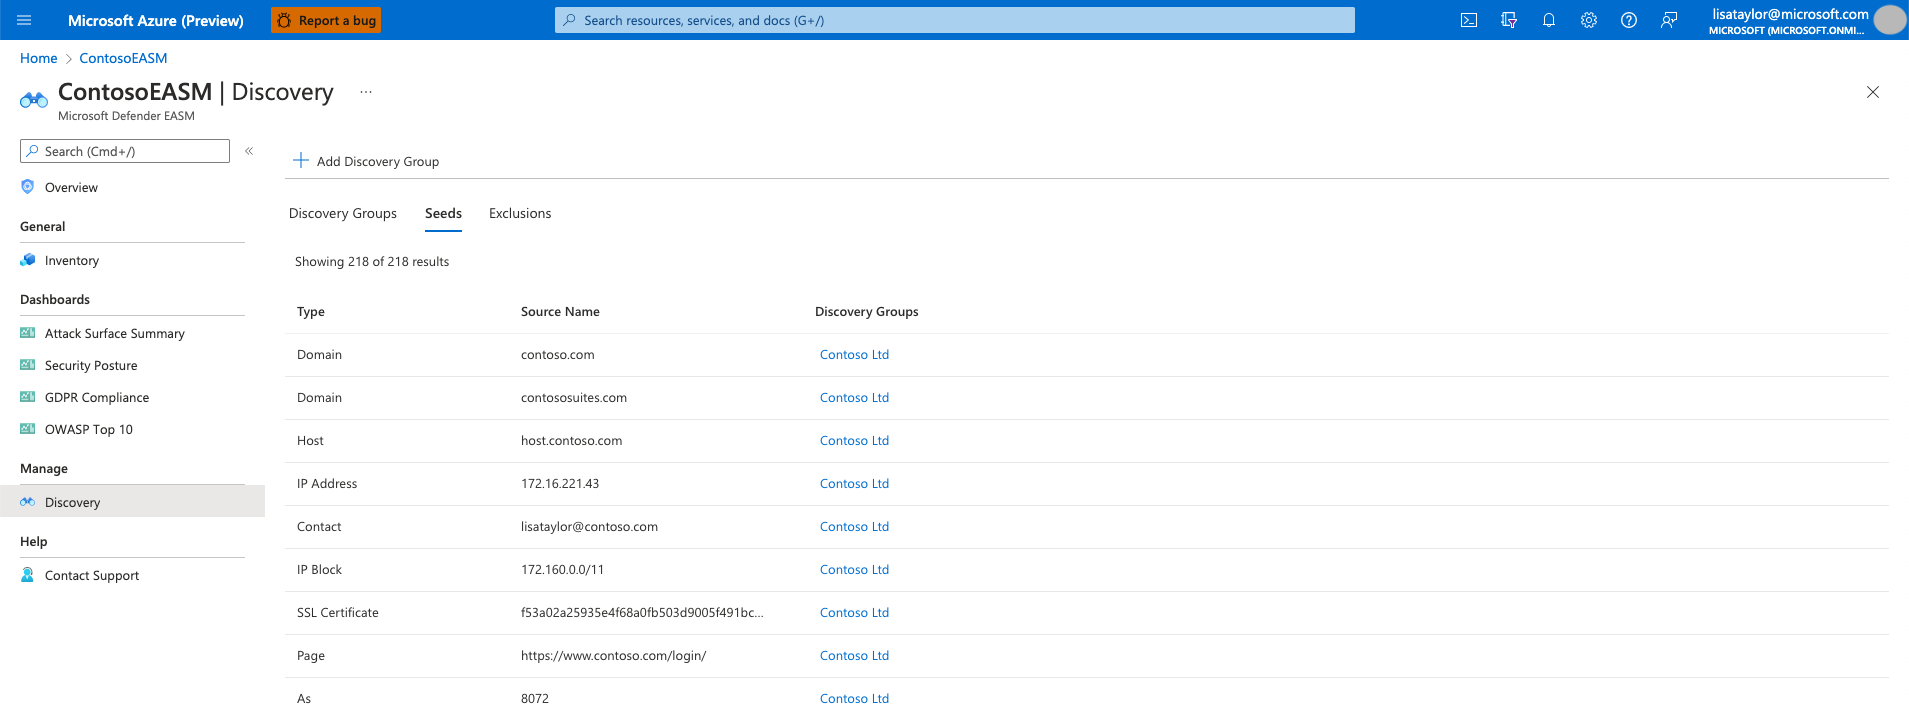 Microsoft Azure (Preview)
Report a bug
Search resources, services, and docs (G+/)
lisataylor@microsoft.com
MICROSOFT (MICROSOFT.ONMI...
Home > ContosoEASM
ContosoEASM | Discovery ...
Microsoft Defender EASM
Search (Cmd+/)
Overview
General
Inventory
Dashboards
Attack Surface Summary
Security Posture
GDPR Compliance
OWASP Top 10
Manage
Discovery
Help
Contact Support
Add Discovery Group
Discovery Groups Seeds Exclusions
Showing 218 of 218 results
Type Source Name Discovery Groups
Domain contoso.com Contoso Ltd
Domain contososuites.com Contoso Ltd
Host host.contoso.com Contoso Ltd
IP Address 172.16.221.43 Contoso Ltd
Contact lisataylor@contoso.com Contoso Ltd
IP Block 172.160.0.0/11 Contoso Ltd
SSL Certificate f53a02a25935e4f68a0fb503d9005f491bc... Contoso Ltd
Page https://www.contoso.com/login/ Contoso Ltd
As 8072 Contoso Ltd